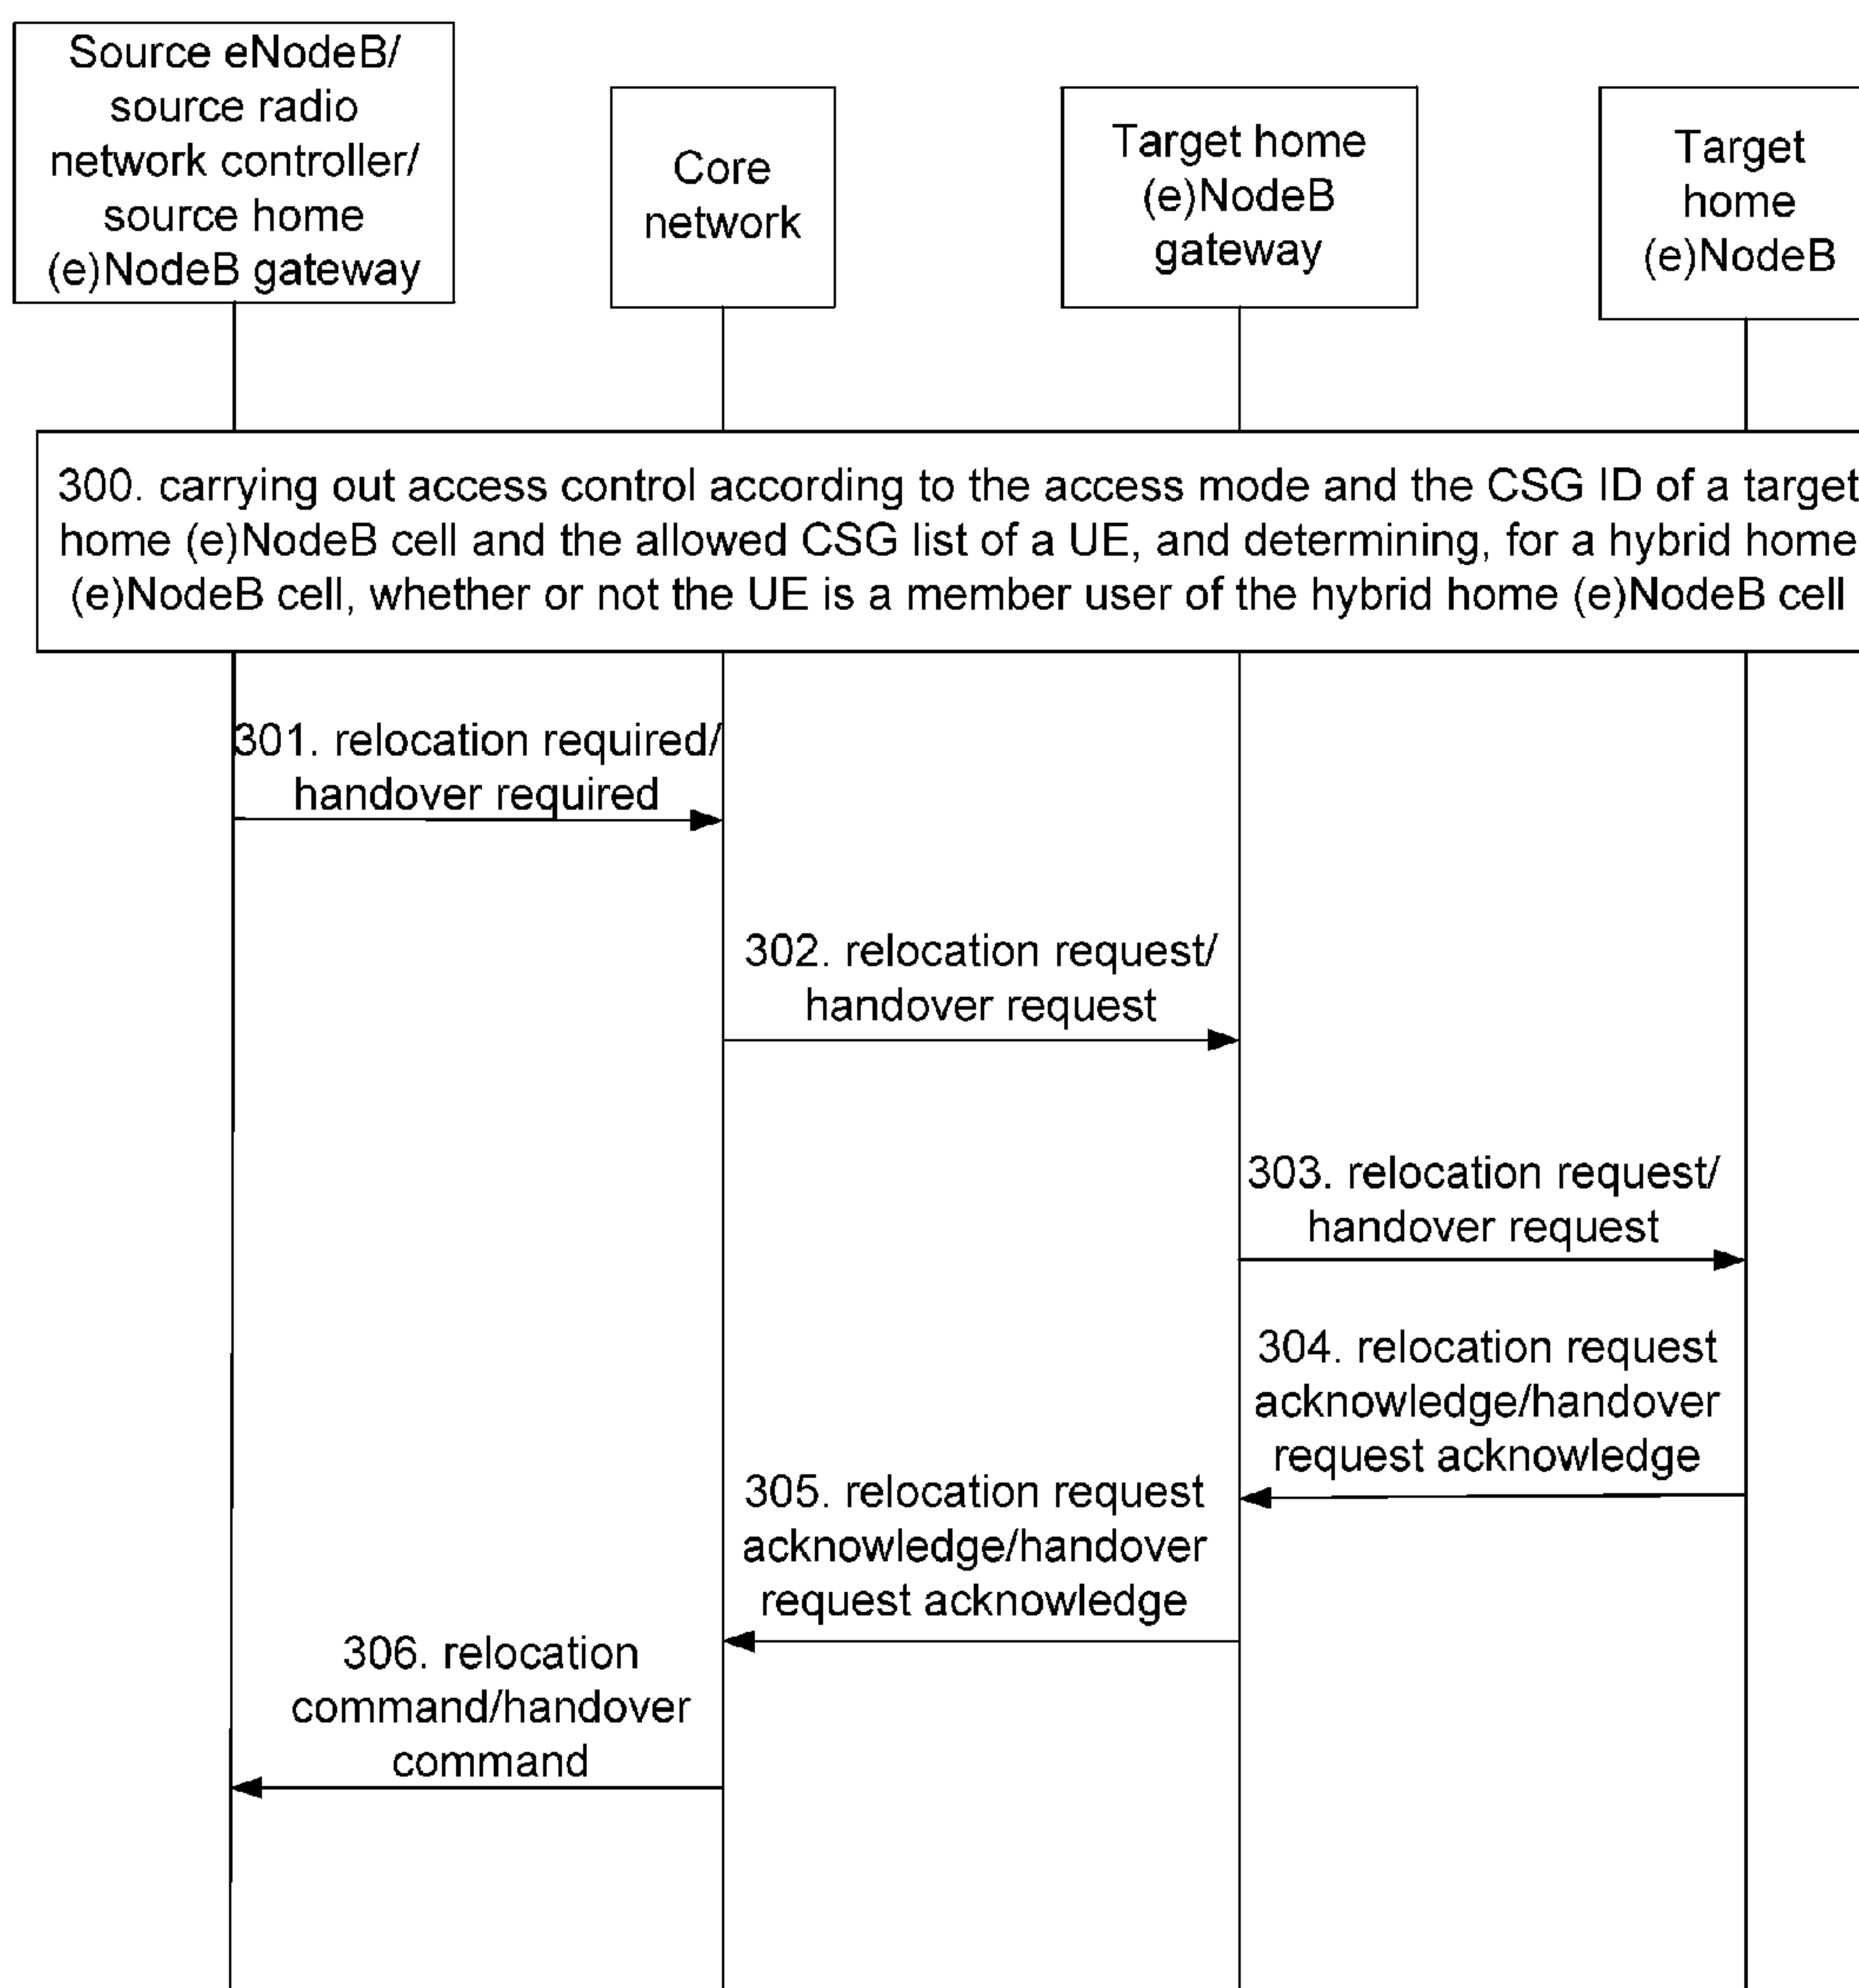 Source eNodeB/
source radio
network controller/
source home
(e)NodeB gateway
Core
network
Target home
(e)NodeB
gateway
Target
home
(e)NodeB
300. carrying out access control according to the access mode and the CSG ID of a target
home (e)NodeB cell and the allowed CSG list of a UE, and determining, for a hybrid home
(e)NodeB cell, whether or not the UE is a member user of the hybrid home (e)NodeB cell
301. relocation required/
handover required
302. relocation request/
handover request
303. relocation request/
handover request
304. relocation request
acknowledge/handover
request acknowledge
305. relocation request
acknowledge/handover
request acknowledge
306. relocation
command/handover
command